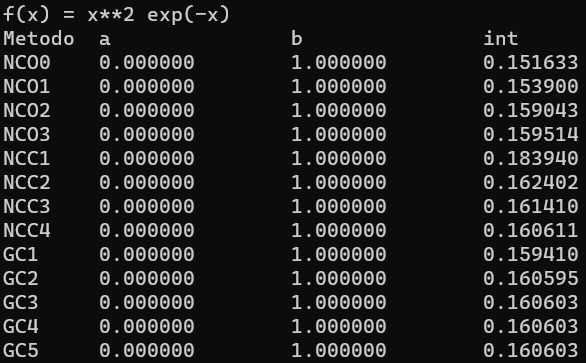 f(x) = x**2 exp(-x)
Metodo a b int
NCO0 0.000000 1.000000 0.151633
NCO1 0.000000 1.000000 0.153900
NCO2 0.000000 1.000000 0.159043
NCO3 0.000000 1.000000 0.159514
NCC1 0.000000 1.000000 0.183940
NCC2 0.000000 1.000000 0.162402
NCC3 0.000000 1.000000 0.161410
NCC4 0.000000 1.000000 0.160611
GC1 0.000000 1.000000 0.159410
GC2 0.000000 1.000000 0.160595
GC3 0.000000 1.000000 0.160603
GC4 0.000000 1.000000 0.160603
GC5 0.000000 1.000000 0.160603